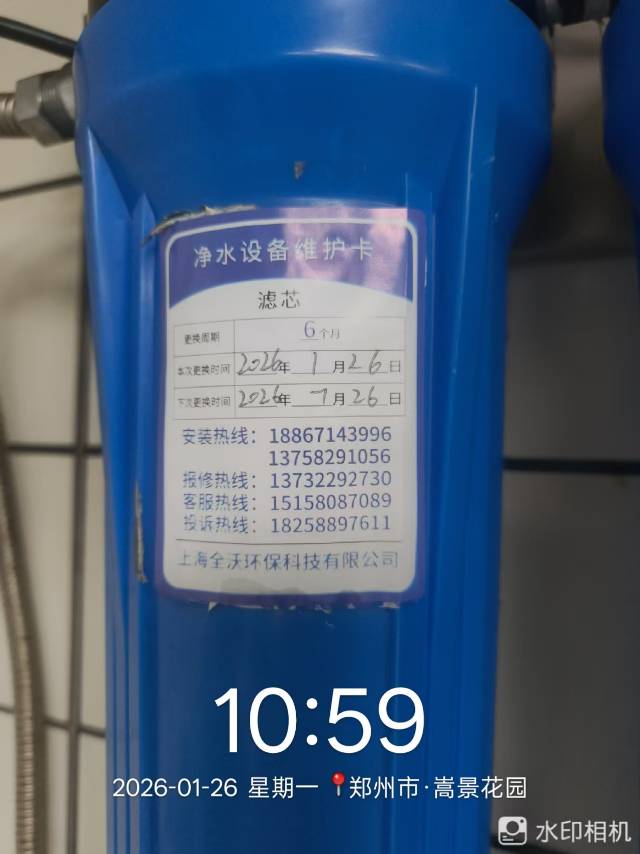 净水设备维护卡
滤芯
更换周期 6个月
本次更换时间 2026年 1月26日
下次更换时间 2026年 7月26日
安装热线：18867143996
13758291056
报修热线：13732292730
客服热线：15158087089
投诉热线：18258897611
上海全沃环保科技有限公司
10:59
2026-01-26 星期一 📍郑州市·嵩景花园
水印相机